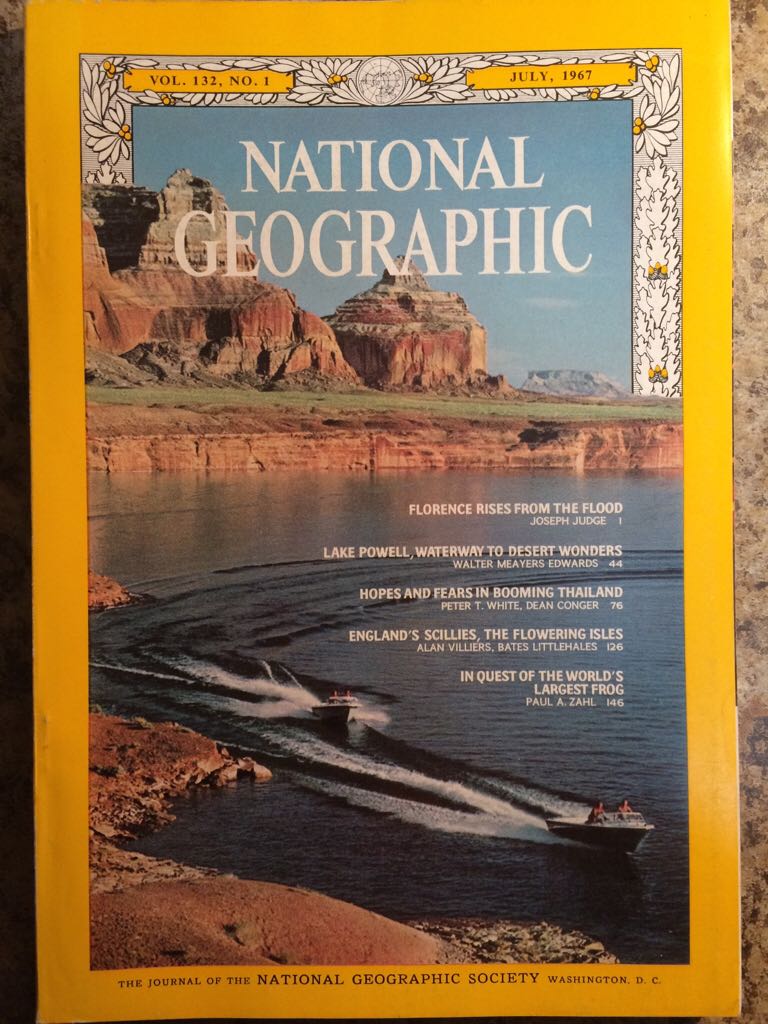 VOL. 132, NO. 1
JULY, 1967
NATIONAL
GEOGRAPHIC
FLORENCE RISES FROM THE FLOOD
JOSEPH JUDGE 1
LAKE POWELL, WATERWAY TO DESERT WONDERS
WALTER MEAYERS EDWARDS 44
HOPES AND FEARS IN BOOMING THAILAND
PETER T. WHITE, DEAN CONGER 76
ENGLAND'S SCILLIES, THE FLOWERING ISLES
ALAN VILLIERS, BATES LITTLEHALES 126
IN QUEST OF THE WORLD'S
LARGEST FROG
PAUL A. ZAHL 146
THE JOURNAL OF THE NATIONAL GEOGRAPHIC SOCIETY WASHINGTON, D. C.